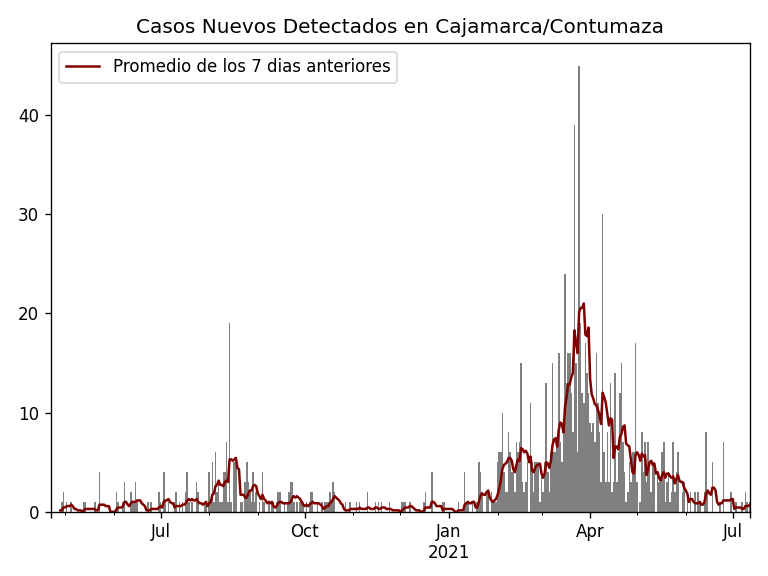 Casos Nuevos Detectados en Cajamarca/Contumaza
Promedio de los 7 dias anteriores
40
30
20
10
0
Jul Oct Jan Apr Jul
2021